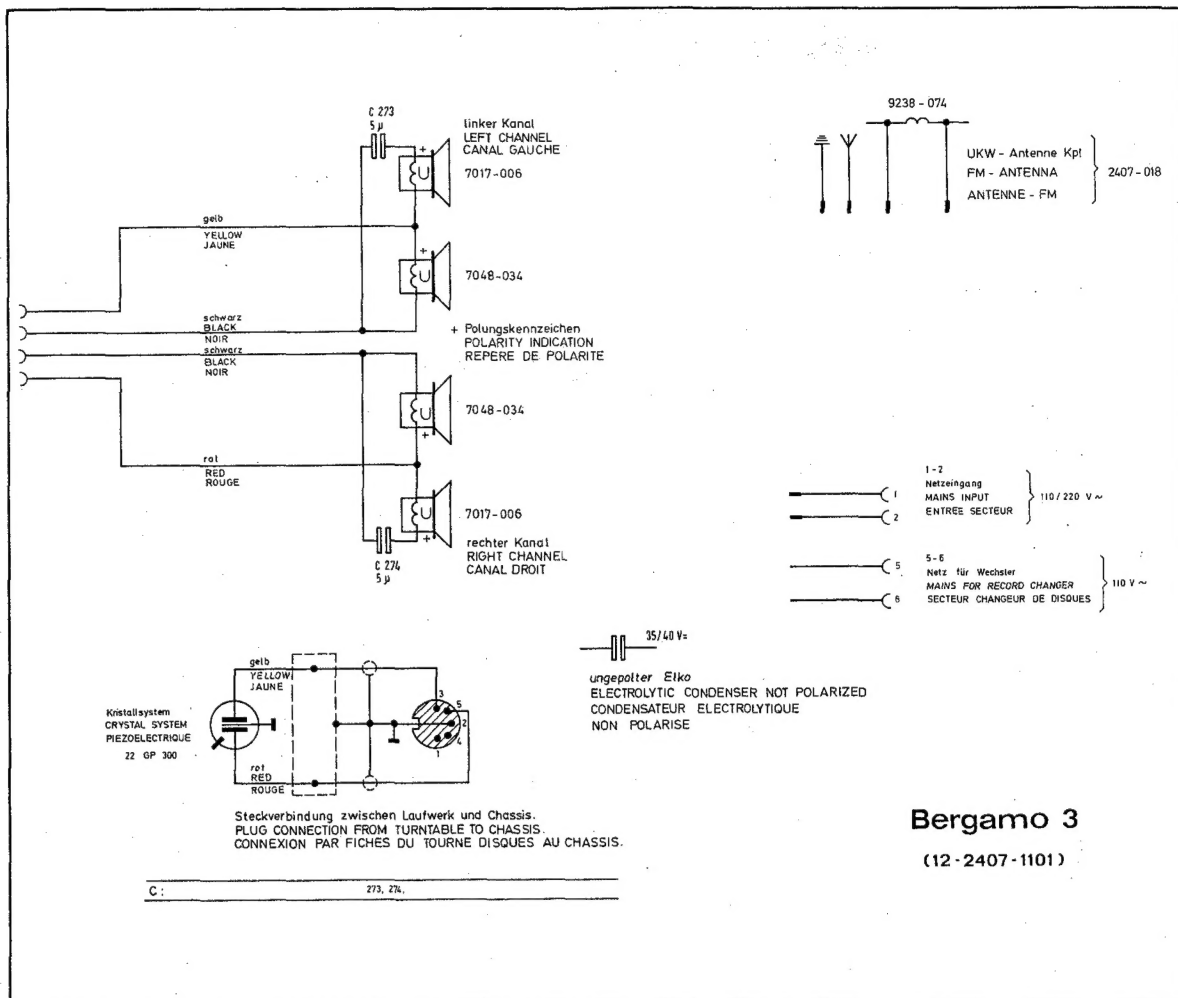 C 273
5 µ
linker Kanal
LEFT CHANNEL
CANAL GAUCHE
+
7017-006
gelb
YELLOW
JAUNE
+
7048-034
schwarz
BLACK
NOIR
+ Polungskennzeichen
POLARITY INDICATION
REPERE DE POLARITE
schwarz
BLACK
NOIR
7048-034
+
rot
RED
ROUGE
7017-006
+
rechter Kanal
RIGHT CHANNEL
CANAL DROIT
C 274
5 µ
9238-074
UKW-Antenne Kpl
FM-ANTENNA
ANTENNE-FM
2407-018
1-2
Netzeingang
MAINS INPUT
ENTREE SECTEUR
1
2
110/220 V ~
5-6
Netz für Wechsler
MAINS FOR RECORD CHANGER
SECTEUR CHANGEUR DE DISQUES
5
6
110 V ~
35/40 V=
ungepolter Elko
ELECTROLYTIC CONDENSER NOT POLARIZED
CONDENSATEUR ELECTROLYTIQUE
NON POLARISE
gelb
YELLOW
JAUNE
Kristallsystem
CRYSTAL SYSTEM
PIEZOELECTRIQUE
22 GP 300
rot
RED
ROUGE
3
5
2
4
1
Steckverbindung zwischen Laufwerk und Chassis.
PLUG CONNECTION FROM TURNTABLE TO CHASSIS.
CONNEXION PAR FICHES DU TOURNE DISQUES AU CHASSIS.
C: 273, 274,
Bergamo 3
(12-2407-1101)